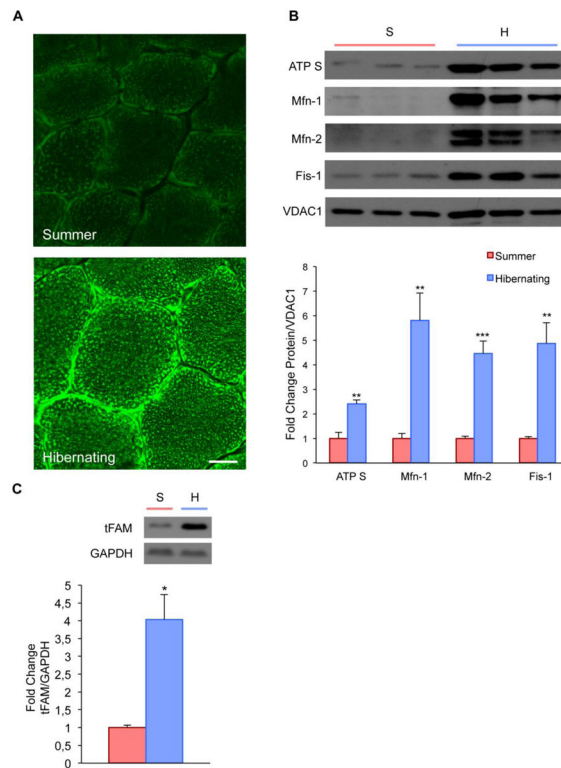 A
Summer
Hibernating
B
S H
ATP S
Mfn-1
Mfn-2
Fis-1
VDAC1
Summer
Hibernating
Fold Change Protein/VDAC1
8
7
6
5
4
3
2
1
0
**
**
***
**
ATP S Mfn-1 Mfn-2 Fis-1
C
S H
tFAM
GAPDH
Fold Change
tFAM/GAPDH
5
4,5
4
3,5
3
2,5
2
1,5
1
0,5
0
*